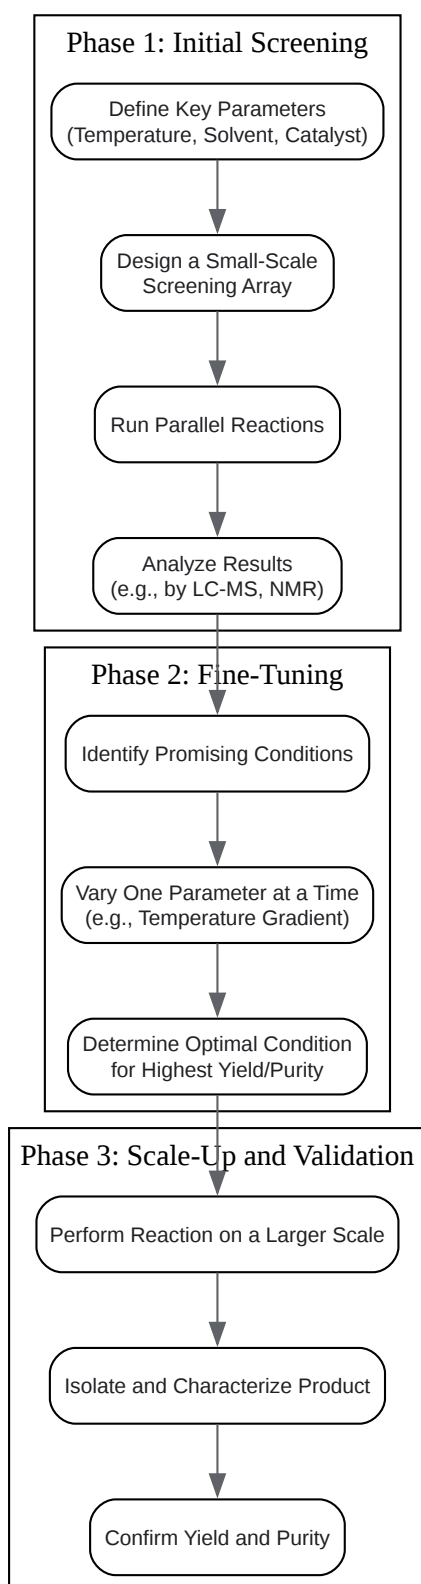 Phase 1: Initial Screening
Define Key Parameters
(Temperature, Solvent, Catalyst)
Design a Small-Scale
Screening Array
Run Parallel Reactions
Analyze Results
(e.g., by LC-MS, NMR)
Phase 2: Fine-Tuning
Identify Promising Conditions
Vary One Parameter at a Time
(e.g., Temperature Gradient)
Determine Optimal Condition
for Highest Yield/Purity
Phase 3: Scale-Up and Validation
Perform Reaction on a Larger Scale
Isolate and Characterize Product
Confirm Yield and Purity